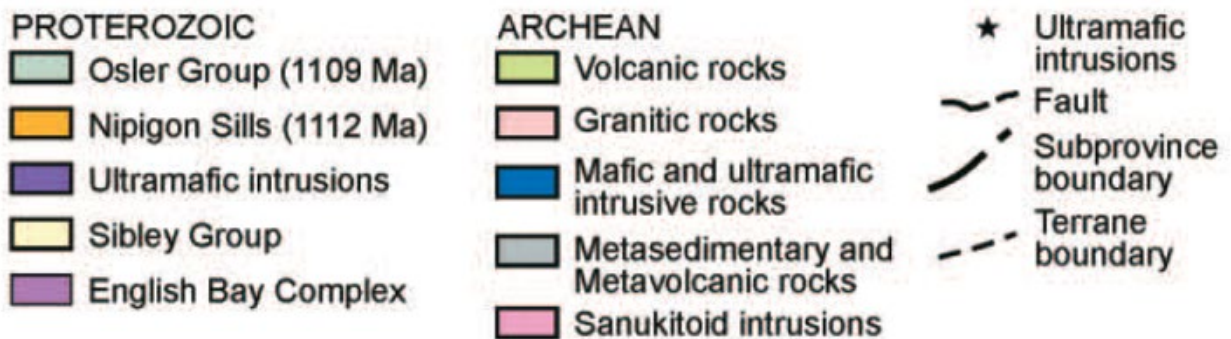 PROTEROZOIC
Osler Group (1109 Ma)
Nipigon Sills (1112 Ma)
Ultramafic intrusions
Sibley Group
English Bay Complex
ARCHEAN
Volcanic rocks
Granitic rocks
Mafic and ultramafic
intrusive rocks
Metasedimentary and
Metavolcanic rocks
Sanukitoid intrusions
Ultramafic
intrusions
Fault
Subprovince
boundary
Terrane
boundary